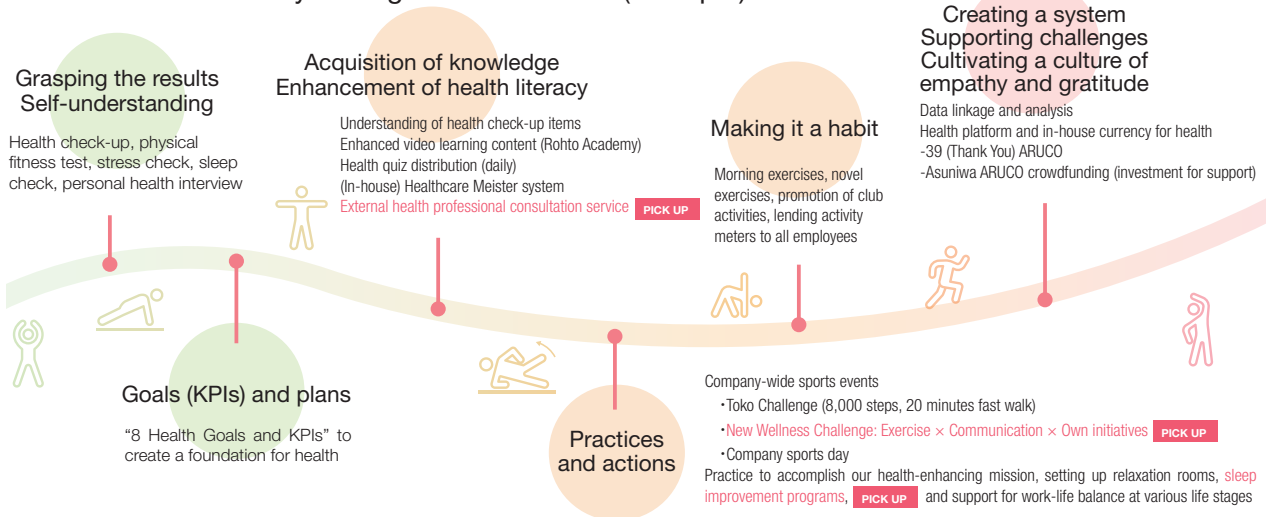 Grasping the results
Self-understanding
Health check-up, physical
fitness test, stress check, sleep
check, personal health interview
Goals (KPIs) and plans
“8 Health Goals and KPIs” to
create a foundation for health
Acquisition of knowledge
Enhancement of health literacy
Understanding of health check-up items
Enhanced video learning content (Rohto Academy)
Health quiz distribution (daily)
(In-house) Healthcare Meister system
External health professional consultation service PICK UP
Practices
and actions
Company-wide sports events
・Toko Challenge (8,000 steps, 20 minutes fast walk)
・New Wellness Challenge: Exercise × Communication × Own initiatives PICK UP
・Company sports day
Practice to accomplish our health-enhancing mission, setting up relaxation rooms, sleep
improvement programs, PICK UP and support for work-life balance at various life stages
Making it a habit
Morning exercises, novel
exercises, promotion of club
activities, lending activity
meters to all employees
Creating a system
Supporting challenges
Cultivating a culture of
empathy and gratitude
Data linkage and analysis
Health platform and in-house currency for health
-39 (Thank You) ARUCO
-Asuniwa ARUCO crowdfunding (investment for support)